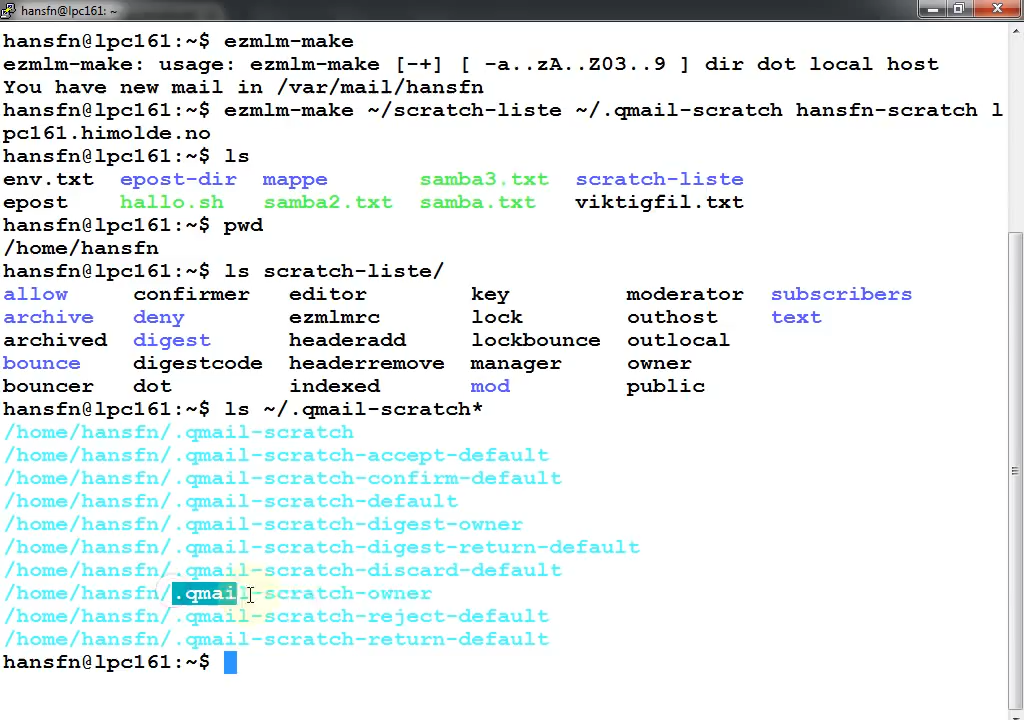 hansfn@lpc161: ~
hansfn@lpc161:~$ ezmlm-make
ezmlm-make: usage: ezmlm-make [-+] [ -a..zA..Z03..9 ] dir dot local host
You have new mail in /var/mail/hansfn
hansfn@lpc161:~$ ezmlm-make ~/scratch-liste ~/.qmail-scratch hansfn-scratch l
pc161.himolde.no
hansfn@lpc161:~$ ls
env.txt epost-dir mappe samba3.txt scratch-liste
epost hallo.sh samba2.txt samba.txt viktigfil.txt
hansfn@lpc161:~$ pwd
/home/hansfn
hansfn@lpc161:~$ ls scratch-liste/
allow confirmer editor key moderator subscribers
archive deny ezmlmrc lock outhost text
archived digest headeradd lockbounce outlocal
bounce digestcode headerremove manager owner
bouncer dot indexed mod public
hansfn@lpc161:~$ ls ~/.qmail-scratch*
/home/hansfn/.qmail-scratch
/home/hansfn/.qmail-scratch-accept-default
/home/hansfn/.qmail-scratch-confirm-default
/home/hansfn/.qmail-scratch-default
/home/hansfn/.qmail-scratch-digest-owner
/home/hansfn/.qmail-scratch-digest-return-default
/home/hansfn/.qmail-scratch-discard-default
/home/hansfn/.qmail-scratch-owner
/home/hansfn/.qmail-scratch-reject-default
/home/hansfn/.qmail-scratch-return-default
hansfn@lpc161:~$